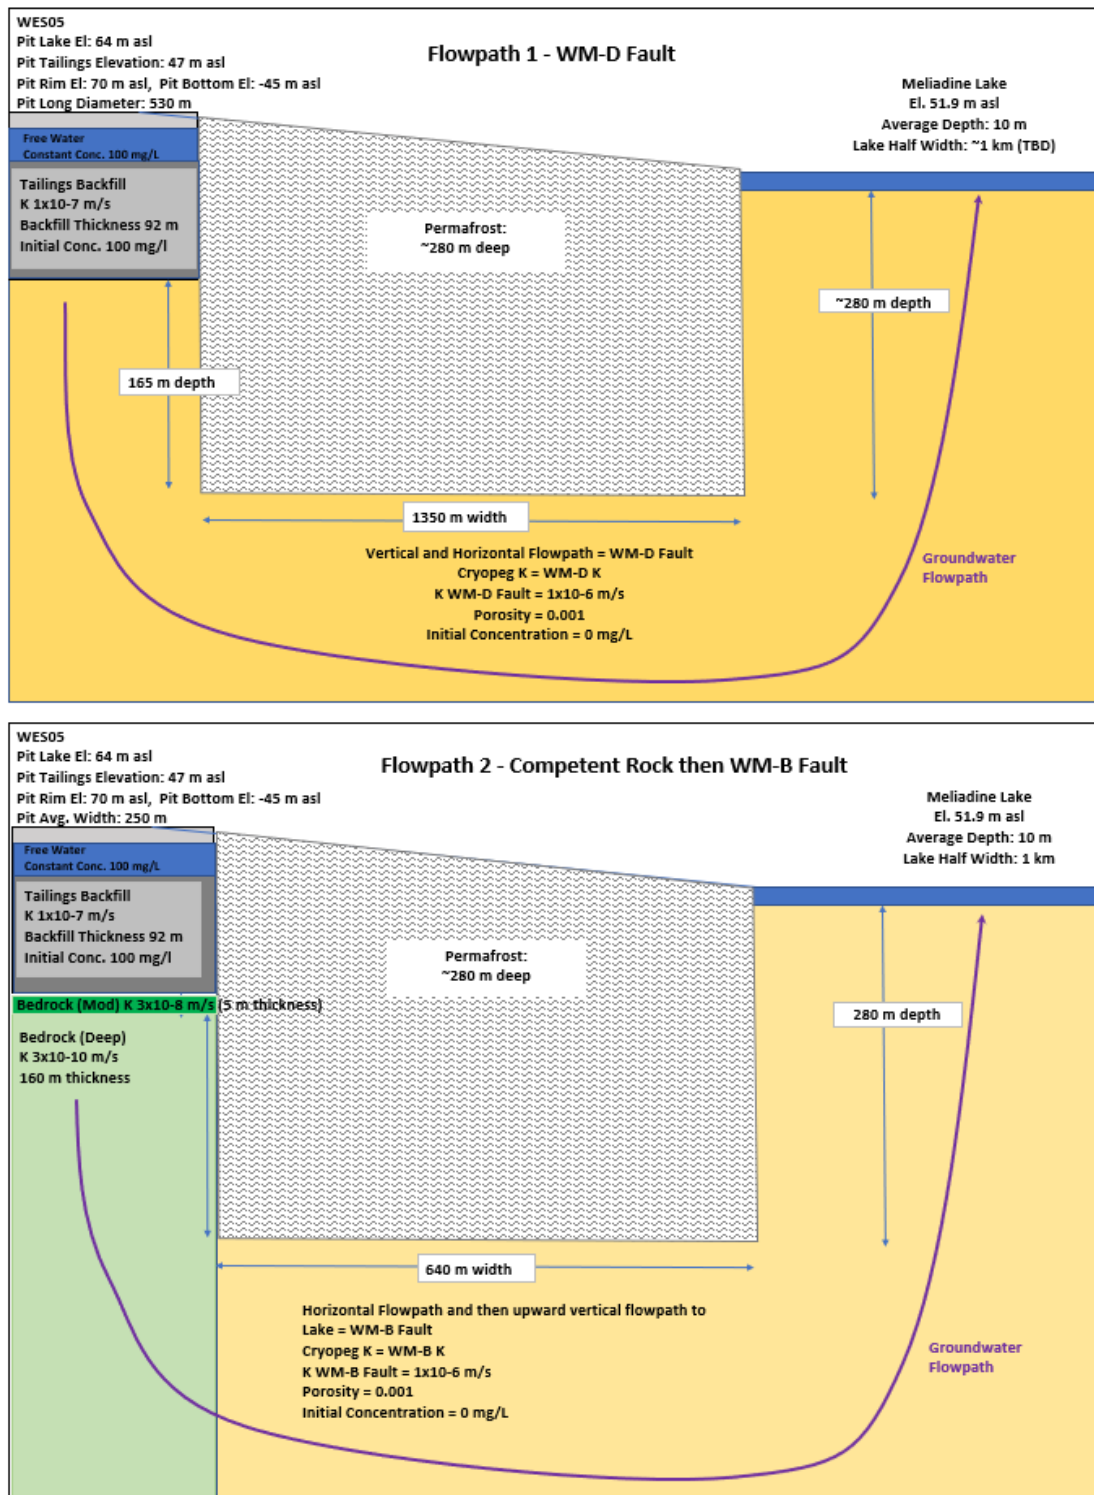 WES05
Pit Lake El: 64 m asl
Pit Tailings Elevation: 47 m asl
Pit Rim El: 70 m asl, Pit Bottom El: -45 m asl
Pit Long Diameter: 530 m
Flowpath 1 - WM-D Fault
Meliadine Lake
El. 51.9 m asl
Average Depth: 10 m
Lake Half Width: ~1 km (TBD)
Free Water
Constant Conc. 100 mg/L
Tailings Backfill
K 1x10-7 m/s
Backfill Thickness 92 m
Initial Conc. 100 mg/l
Permafrost:
~280 m deep
~280 m depth
165 m depth
1350 m width
Vertical and Horizontal Flowpath = WM-D Fault
Cryopeg K = WM-D K
K WM-D Fault = 1x10-6 m/s
Porosity = 0.001
Initial Concentration = 0 mg/L
Groundwater
Flowpath
WES05
Pit Lake El: 64 m asl
Pit Tailings Elevation: 47 m asl
Pit Rim El: 70 m asl, Pit Bottom El: -45 m asl
Pit Avg. Width: 250 m
Flowpath 2 - Competent Rock then WM-B Fault
Meliadine Lake
El. 51.9 m asl
Average Depth: 10 m
Lake Half Width: 1 km
Free Water
Constant Conc. 100 mg/L
Tailings Backfill
K 1x10-7 m/s
Backfill Thickness 92 m
Initial Conc. 100 mg/l
Permafrost:
~280 m deep
Bedrock (Mod) K 3x10-8 m/s (5 m thickness)
280 m depth
Bedrock (Deep)
K 3x10-10 m/s
160 m thickness
640 m width
Horizontal Flowpath and then upward vertical flowpath to
Lake = WM-B Fault
Cryopeg K = WM-B K
K WM-B Fault = 1x10-6 m/s
Porosity = 0.001
Initial Concentration = 0 mg/L
Groundwater
Flowpath